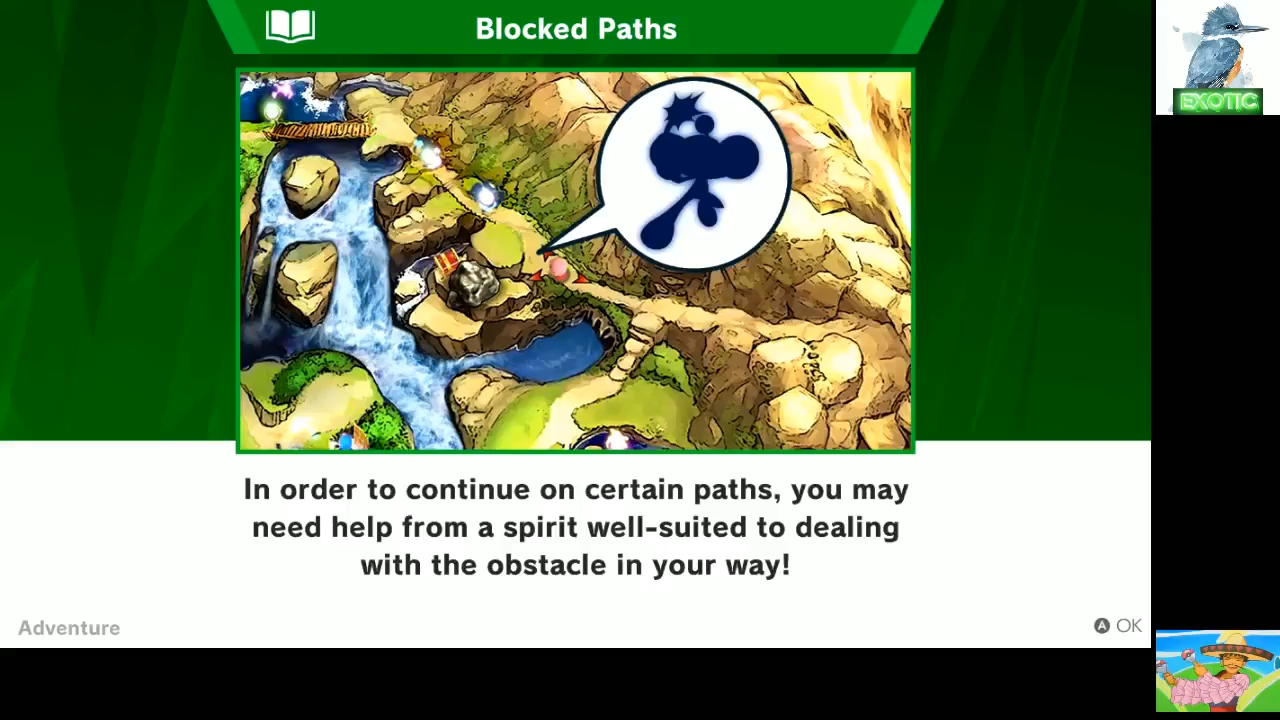 Blocked Paths
EXOTIC
In order to continue on certain paths, you may
need help from a spirit well-suited to dealing
with the obstacle in your way!
Adventure
A OK